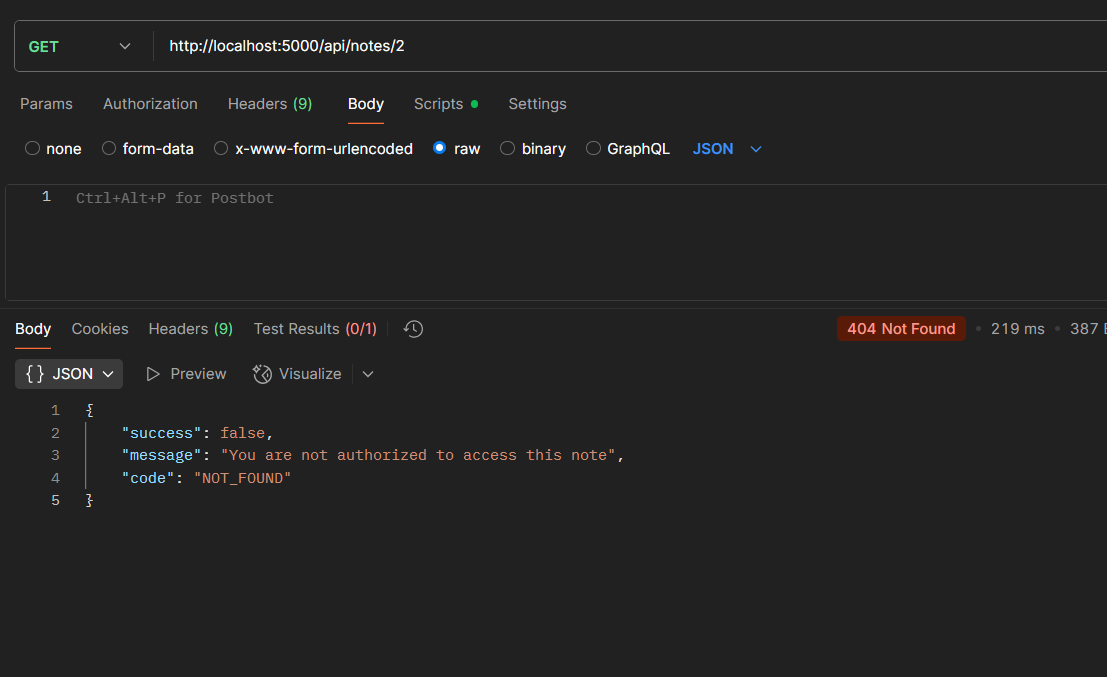 GET http://localhost:5000/api/notes/2
Params Authorization Headers (9) Body Scripts Settings
none form-data x-www-form-urlencoded raw binary GraphQL JSON
1 Ctrl+Alt+P for Postbot
Body Cookies Headers (9) Test Results (0/1) 404 Not Found 219 ms 387
{} JSON Preview Visualize
1 {
2 "success": false,
3 "message": "You are not authorized to access this note",
4 "code": "NOT_FOUND"
5 }